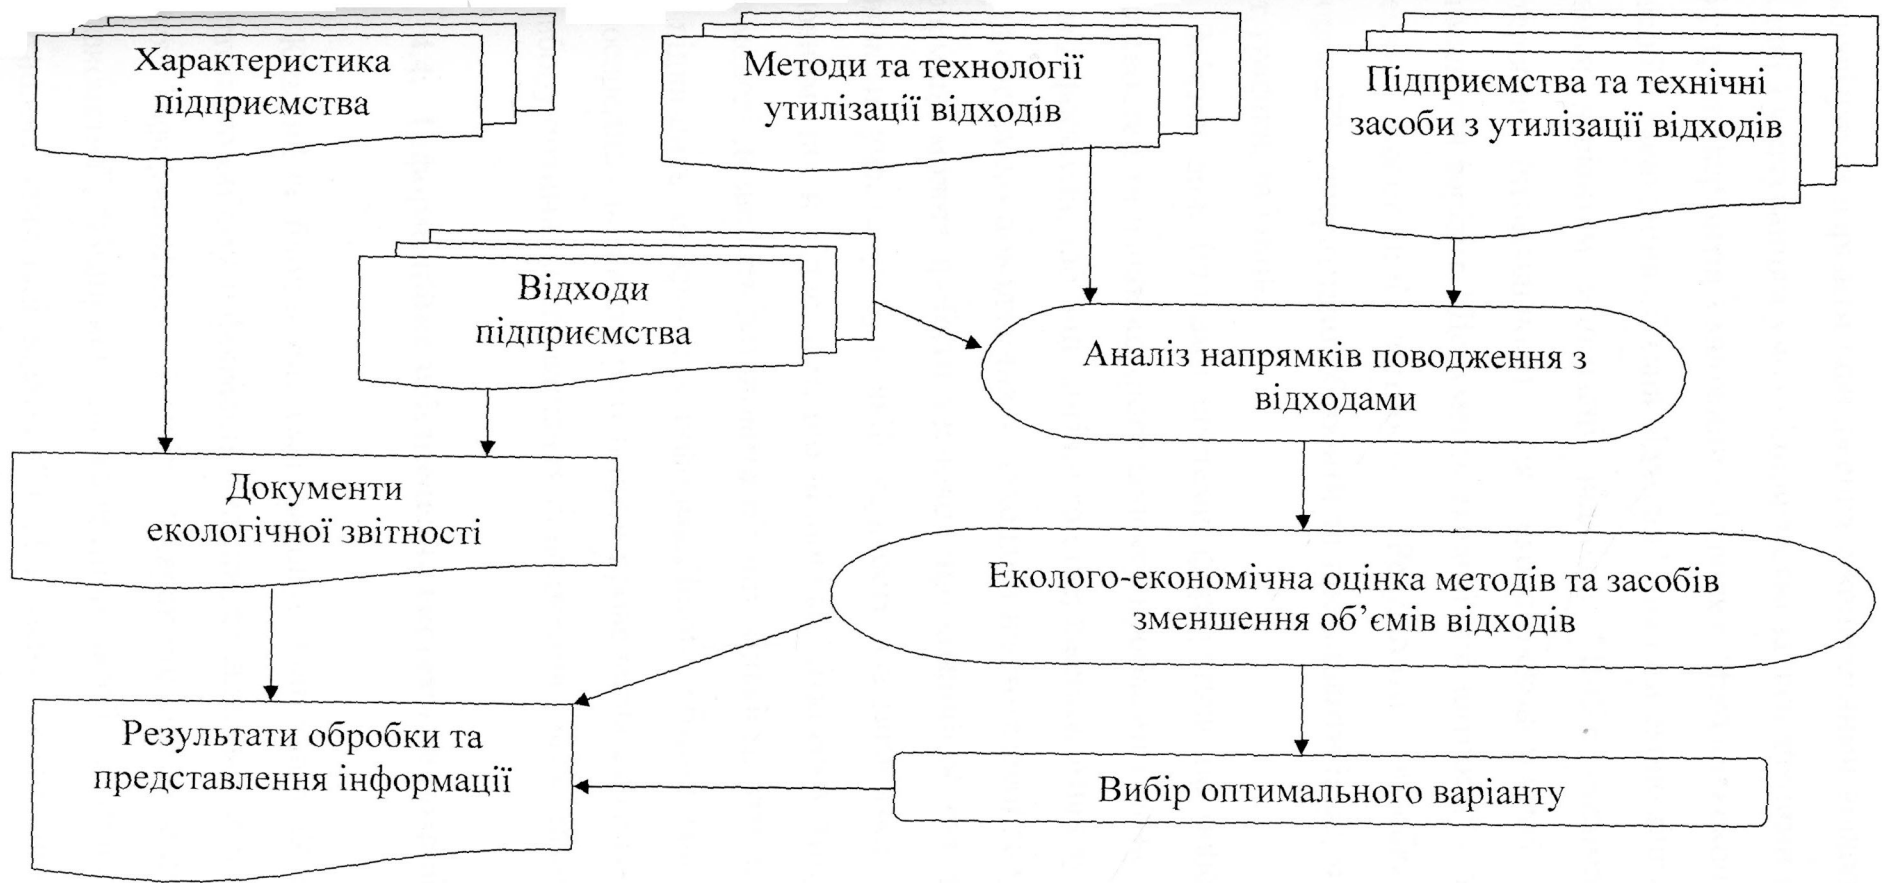 Характеристика
підприємства
Методи та технології
утилізації відходів
Підприємства та технічні
засоби з утилізації відходів
Відходи
підприємства
Аналіз напрямків поводження з
відходами
Документи
екологічної звітності
Еколого-економічна оцінка методів та засобів
зменшення об’ємів відходів
Результати обробки та
представлення інформації
Вибір оптимального варіанту